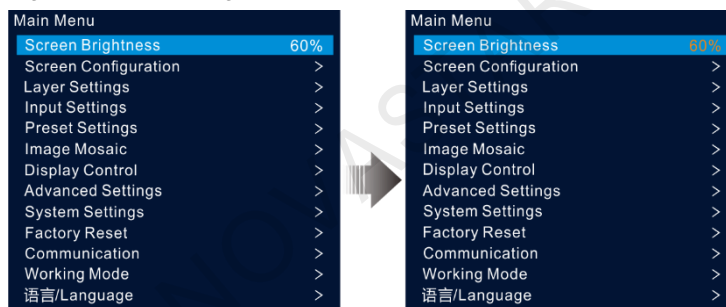 Main Menu
Screen Brightness 60%
Screen Configuration >
Layer Settings >
Input Settings >
Preset Settings >
Image Mosaic >
Display Control >
Advanced Settings >
System Settings >
Factory Reset >
Communication >
Working Mode >
语言/Language >
Main Menu
Screen Brightness 60%
Screen Configuration >
Layer Settings >
Input Settings >
Preset Settings >
Image Mosaic >
Display Control >
Advanced Settings >
System Settings >
Factory Reset >
Communication >
Working Mode >
语言/Language >